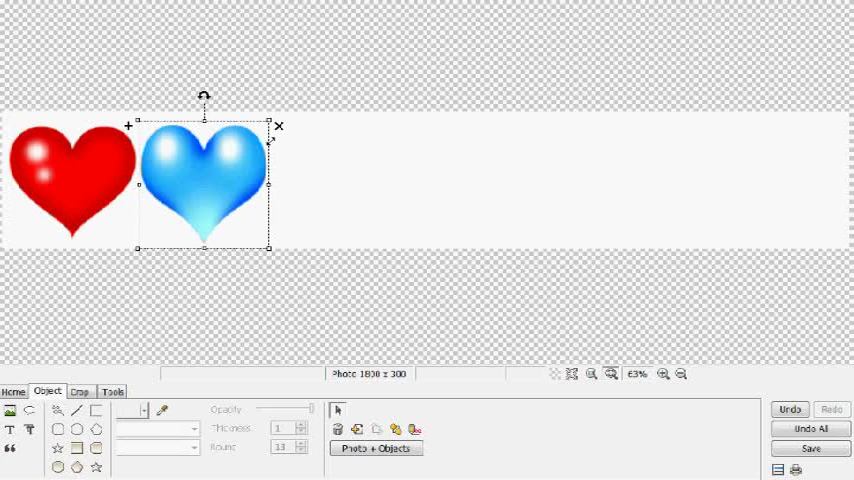 Photo 1800 x 300
63%
Home Object Crop Tools
Opacity
Thickness 1
Round 13
T
Photo + Objects
Undo Redo
Undo All
Save